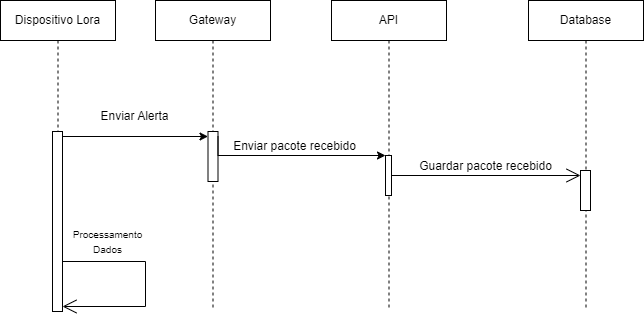 Dispositivo Lora
Gateway
API
Database
Enviar Alerta
Enviar pacote recebido
Guardar pacote recebido
Processamento
Dados